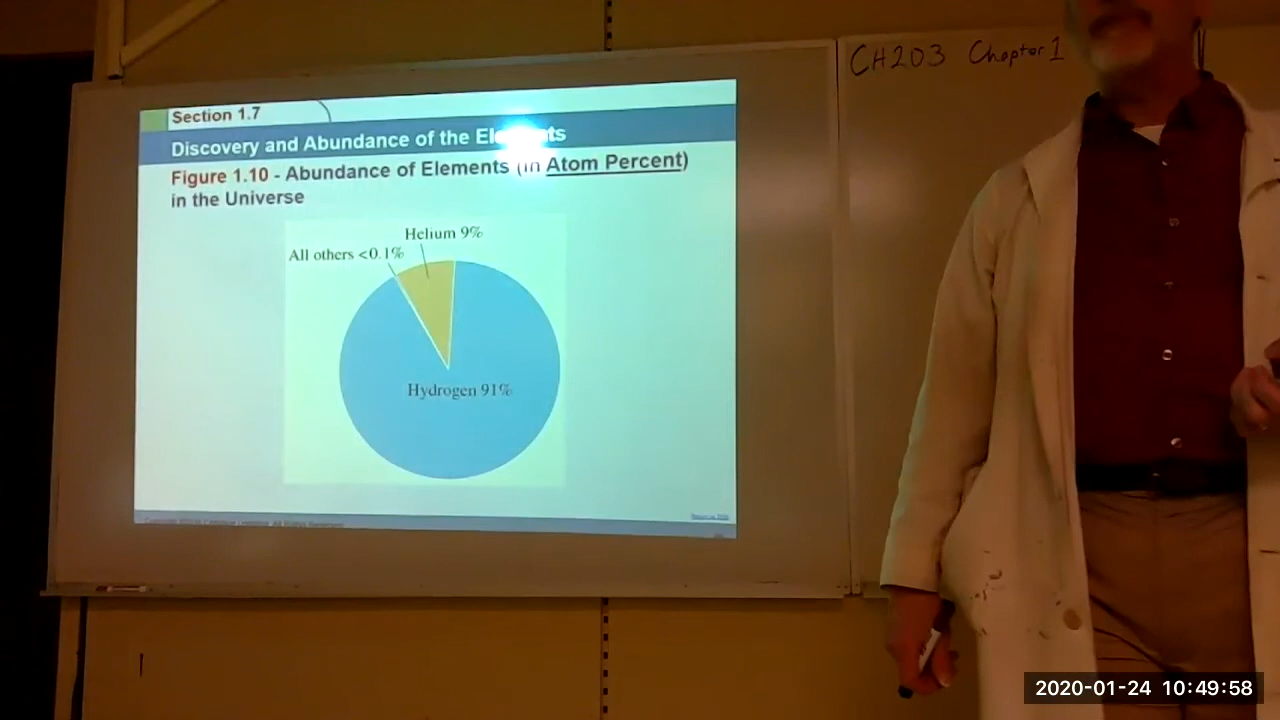 Section 1.7
Discovery and Abundance of the Elements
Figure 1.10 - Abundance of Elements (in Atom Percent)
in the Universe
Helium 9%
All others <0.1%
Hydrogen 91%
CH203 Chapter 1
2020-01-24 10:49:58